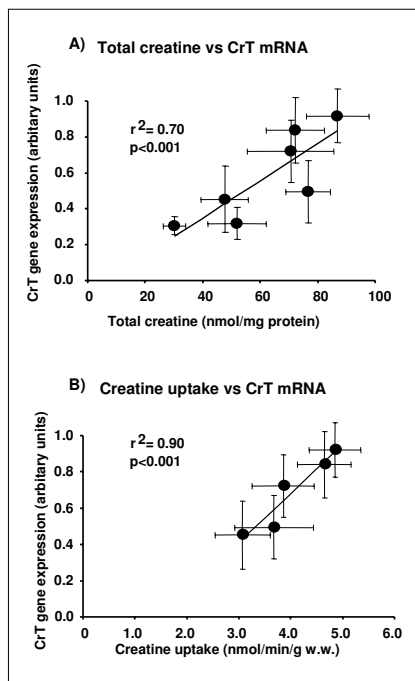 A) Total creatine vs CrT mRNA
r2= 0.70
p<0.001
CrT gene expression (arbitary units)
1.0
0.8
0.6
0.4
0.2
0.0
0 20 40 60 80 100
Total creatine (nmol/mg protein)
B) Creatine uptake vs CrT mRNA
r2= 0.90
p<0.001
CrT gene expression (arbitary units)
1.0
0.8
0.6
0.4
0.2
0.0
0 1.0 2.0 3.0 4.0 5.0 6.0
Creatine uptake (nmol/min/g w.w.)